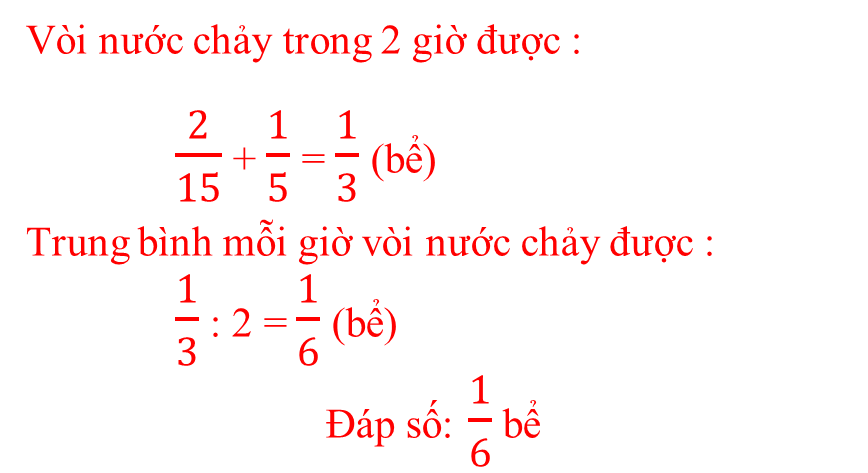 Vòi nước chảy trong 2 giờ được :
2/15 + 1/5 = 1/3 (bể)
Trung bình mỗi giờ vòi nước chảy được :
1/3 : 2 = 1/6 (bể)
Đáp số: 1/6 bể